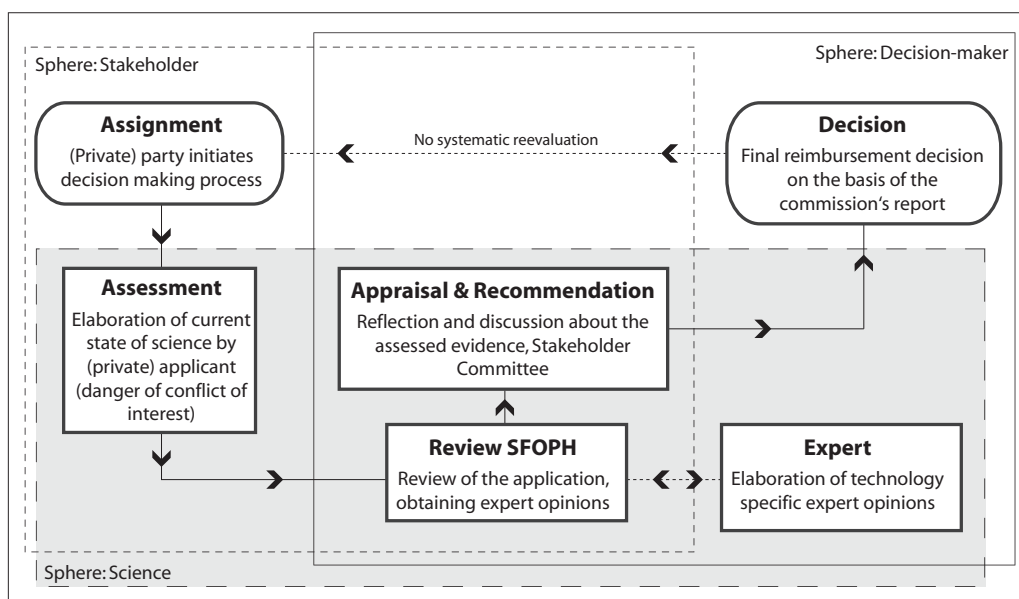 Sphere: Stakeholder
Sphere: Decision-maker
Assignment
(Private) party initiates
decision making process
No systematic reevaluation
Decision
Final reimbursement decision
on the basis of the
commission‘s report
Assessment
Elaboration of current
state of science by
(private) applicant
(danger of conflict of
interest)
Appraisal & Recommendation
Reflection and discussion about the
assessed evidence, Stakeholder
Committee
Review SFOPH
Review of the application,
obtaining expert opinions
Expert
Elaboration of technology
specific expert opinions
Sphere: Science